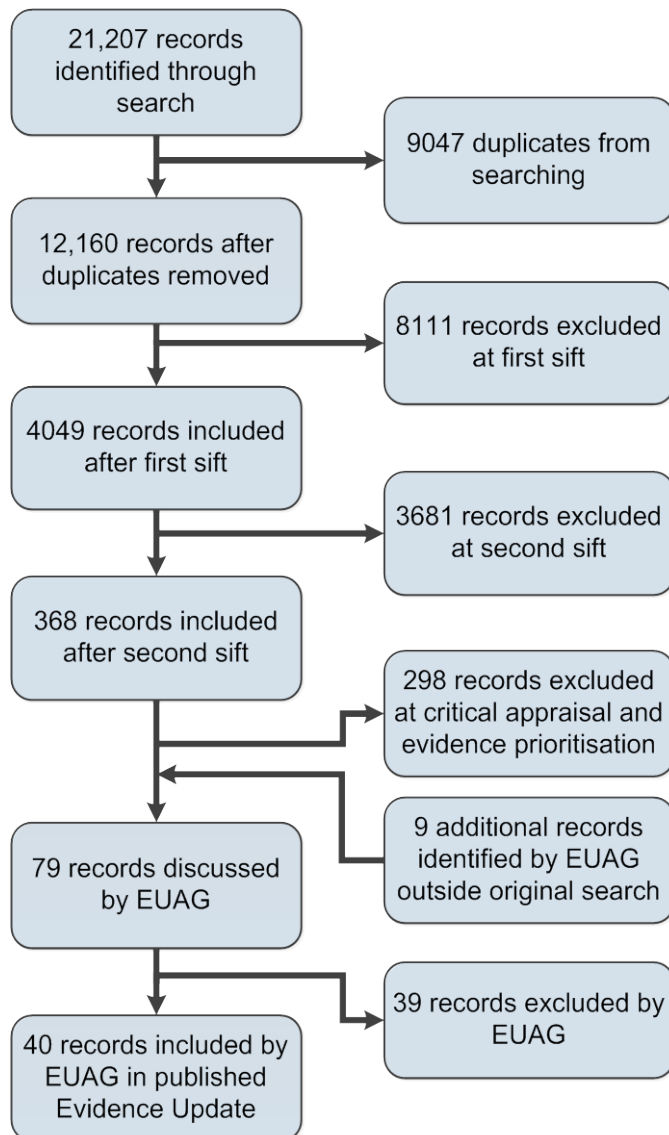 21,207 records
identified through
search
9047 duplicates from
searching
12,160 records after
duplicates removed
8111 records excluded
at first sift
4049 records included
after first sift
3681 records excluded
at second sift
368 records included
after second sift
298 records excluded
at critical appraisal and
evidence prioritisation
9 additional records
identified by EUAG
outside original search
79 records discussed
by EUAG
39 records excluded by
EUAG
40 records included by
EUAG in published
Evidence Update